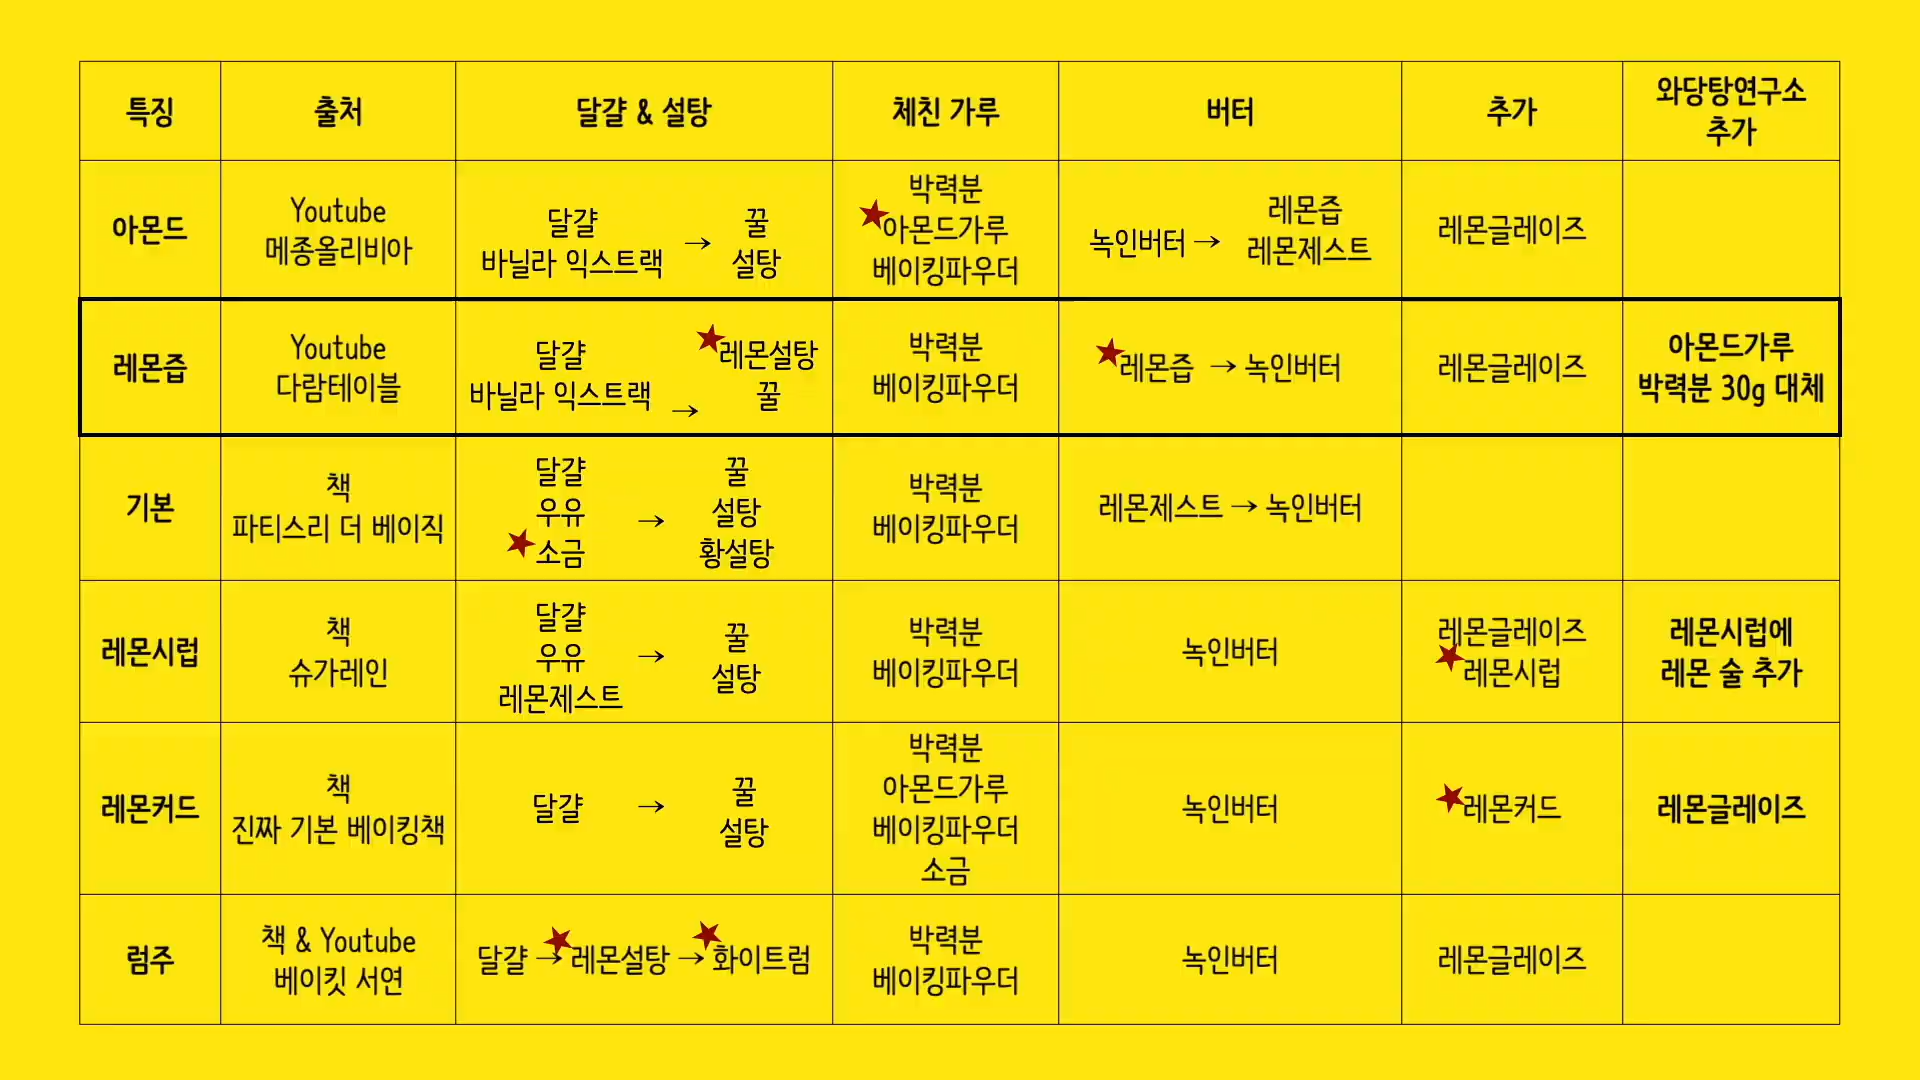 특징
출처
달걀 & 설탕
체친 가루
버터
추가
와당탕연구소
추가
아몬드
Youtube
메종올리비아
달걀
바닐라 익스트랙
→
꿀
설탕
박력분
★아몬드가루
베이킹파우더
녹인버터 →
레몬즙
레몬제스트
레몬글레이즈
레몬즙
Youtube
다람테이블
달걀
바닐라 익스트랙
→
★레몬설탕
꿀
박력분
베이킹파우더
★레몬즙 → 녹인버터
레몬글레이즈
아몬드가루
박력분 30g 대체
기본
책
파티스리 더 베이직
달걀
우유
★소금
→
꿀
설탕
황설탕
박력분
베이킹파우더
레몬제스트 → 녹인버터
레몬시럽
책
슈가레인
달걀
우유
레몬제스트
→
꿀
설탕
박력분
베이킹파우더
녹인버터
레몬글레이즈
★레몬시럽
레몬시럽에
레몬 술 추가
레몬커드
책
진짜 기본 베이킹책
달걀
→
꿀
설탕
박력분
아몬드가루
베이킹파우더
소금
녹인버터
★레몬커드
레몬글레이즈
럼주
책 & Youtube
베이킷 서연
달걀 → ★레몬설탕 → ★화이트럼
박력분
베이킹파우더
녹인버터
레몬글레이즈